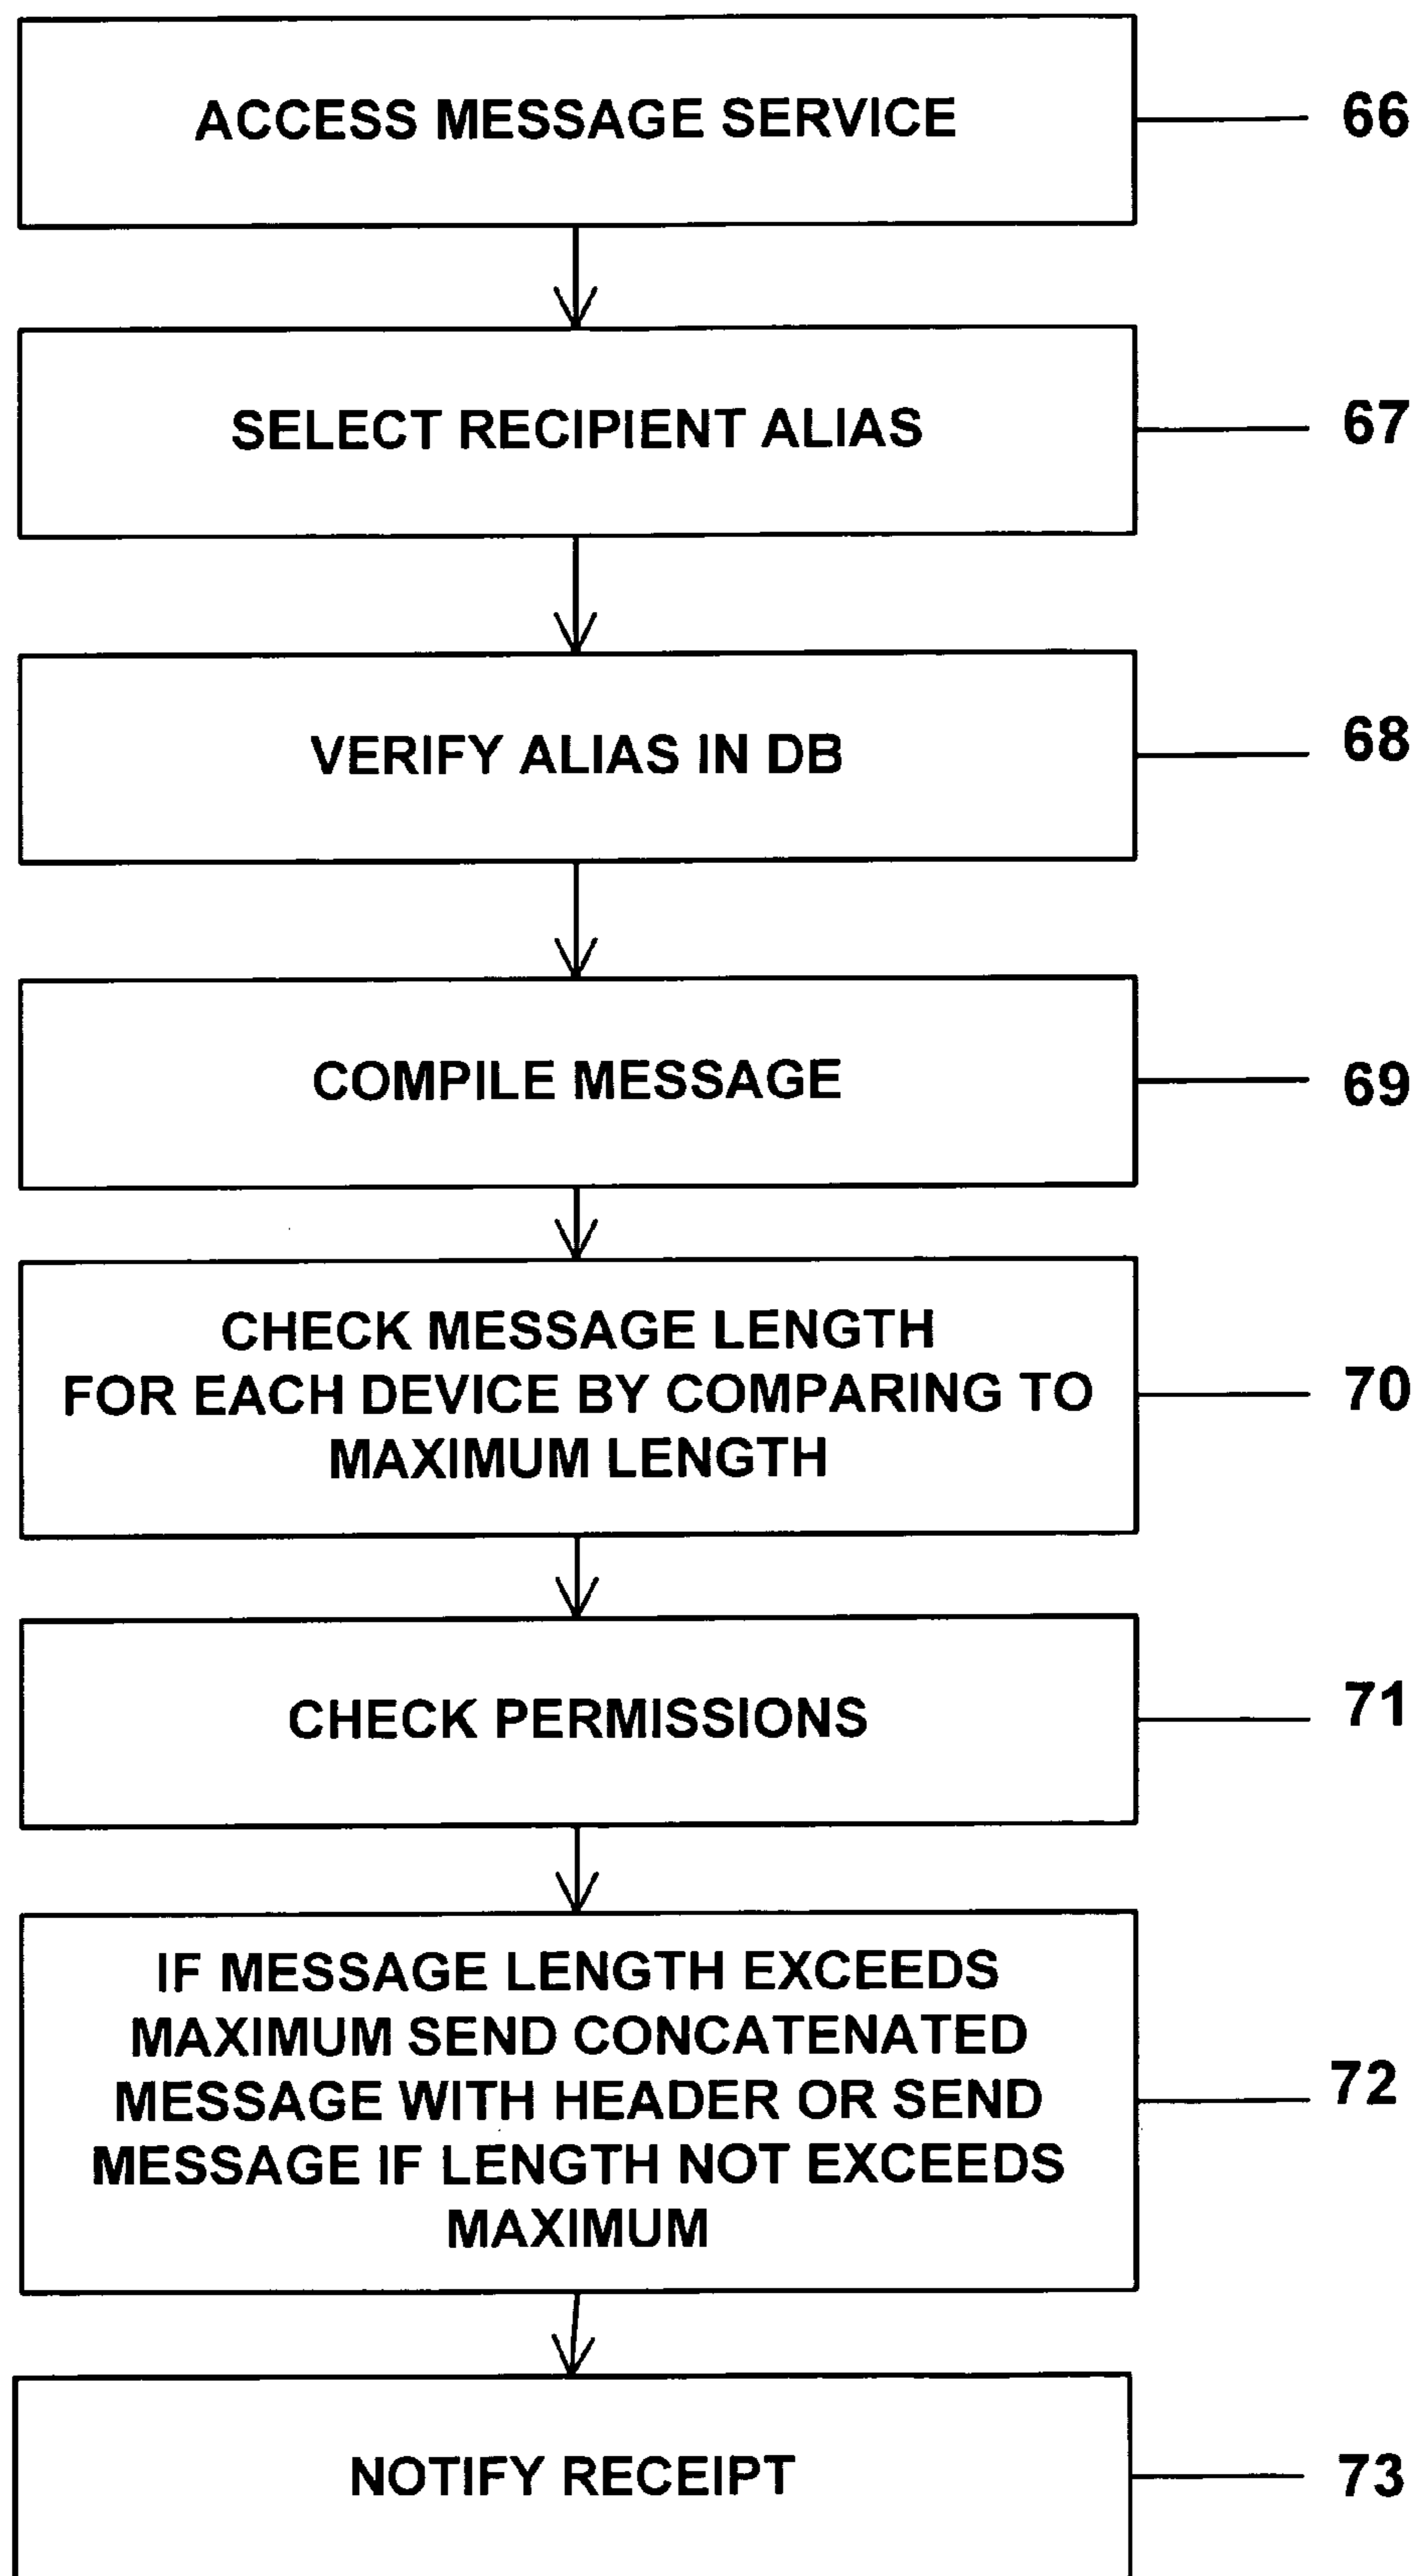 ACCESS MESSAGE SERVICE
66
SELECT RECIPIENT ALIAS
67
VERIFY ALIAS IN DB
68
COMPILE MESSAGE
69
CHECK MESSAGE LENGTH
FOR EACH DEVICE BY COMPARING TO
MAXIMUM LENGTH
70
CHECK PERMISSIONS
71
IF MESSAGE LENGTH EXCEEDS
MAXIMUM SEND CONCATENATED
MESSAGE WITH HEADER OR SEND
MESSAGE IF LENGTH NOT EXCEEDS
MAXIMUM
72
NOTIFY RECEIPT
73